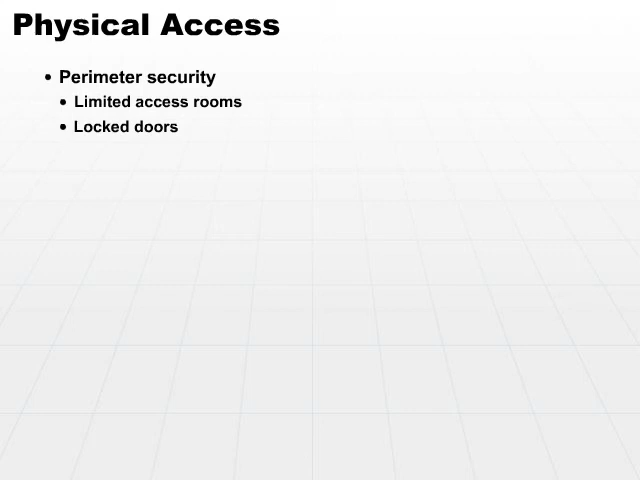 Physical Access
• Perimeter security
• Limited access rooms
• Locked doors